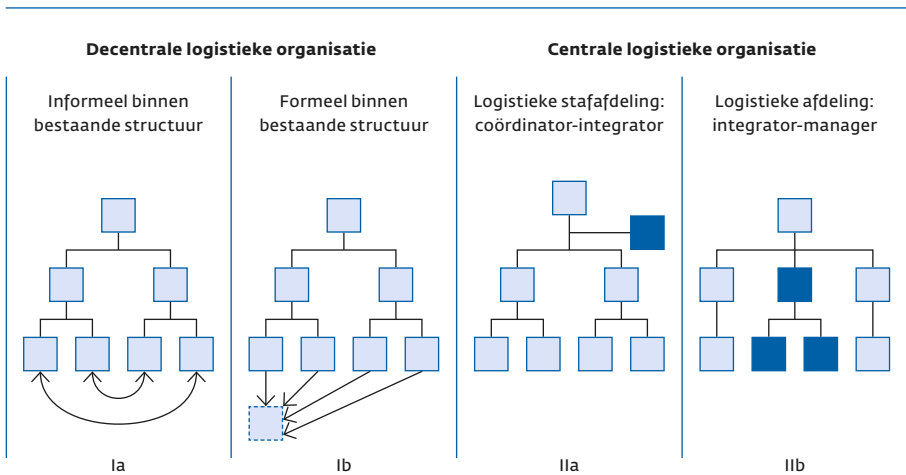 Decentrale logistieke organisatie
Centrale logistieke organisatie
Informeel binnen
bestaande structuur
Formeel binnen
bestaande structuur
Logistieke stafafdeling:
coördinator-integrator
Logistieke afdeling:
integrator-manager
Ia
Ib
IIa
IIb